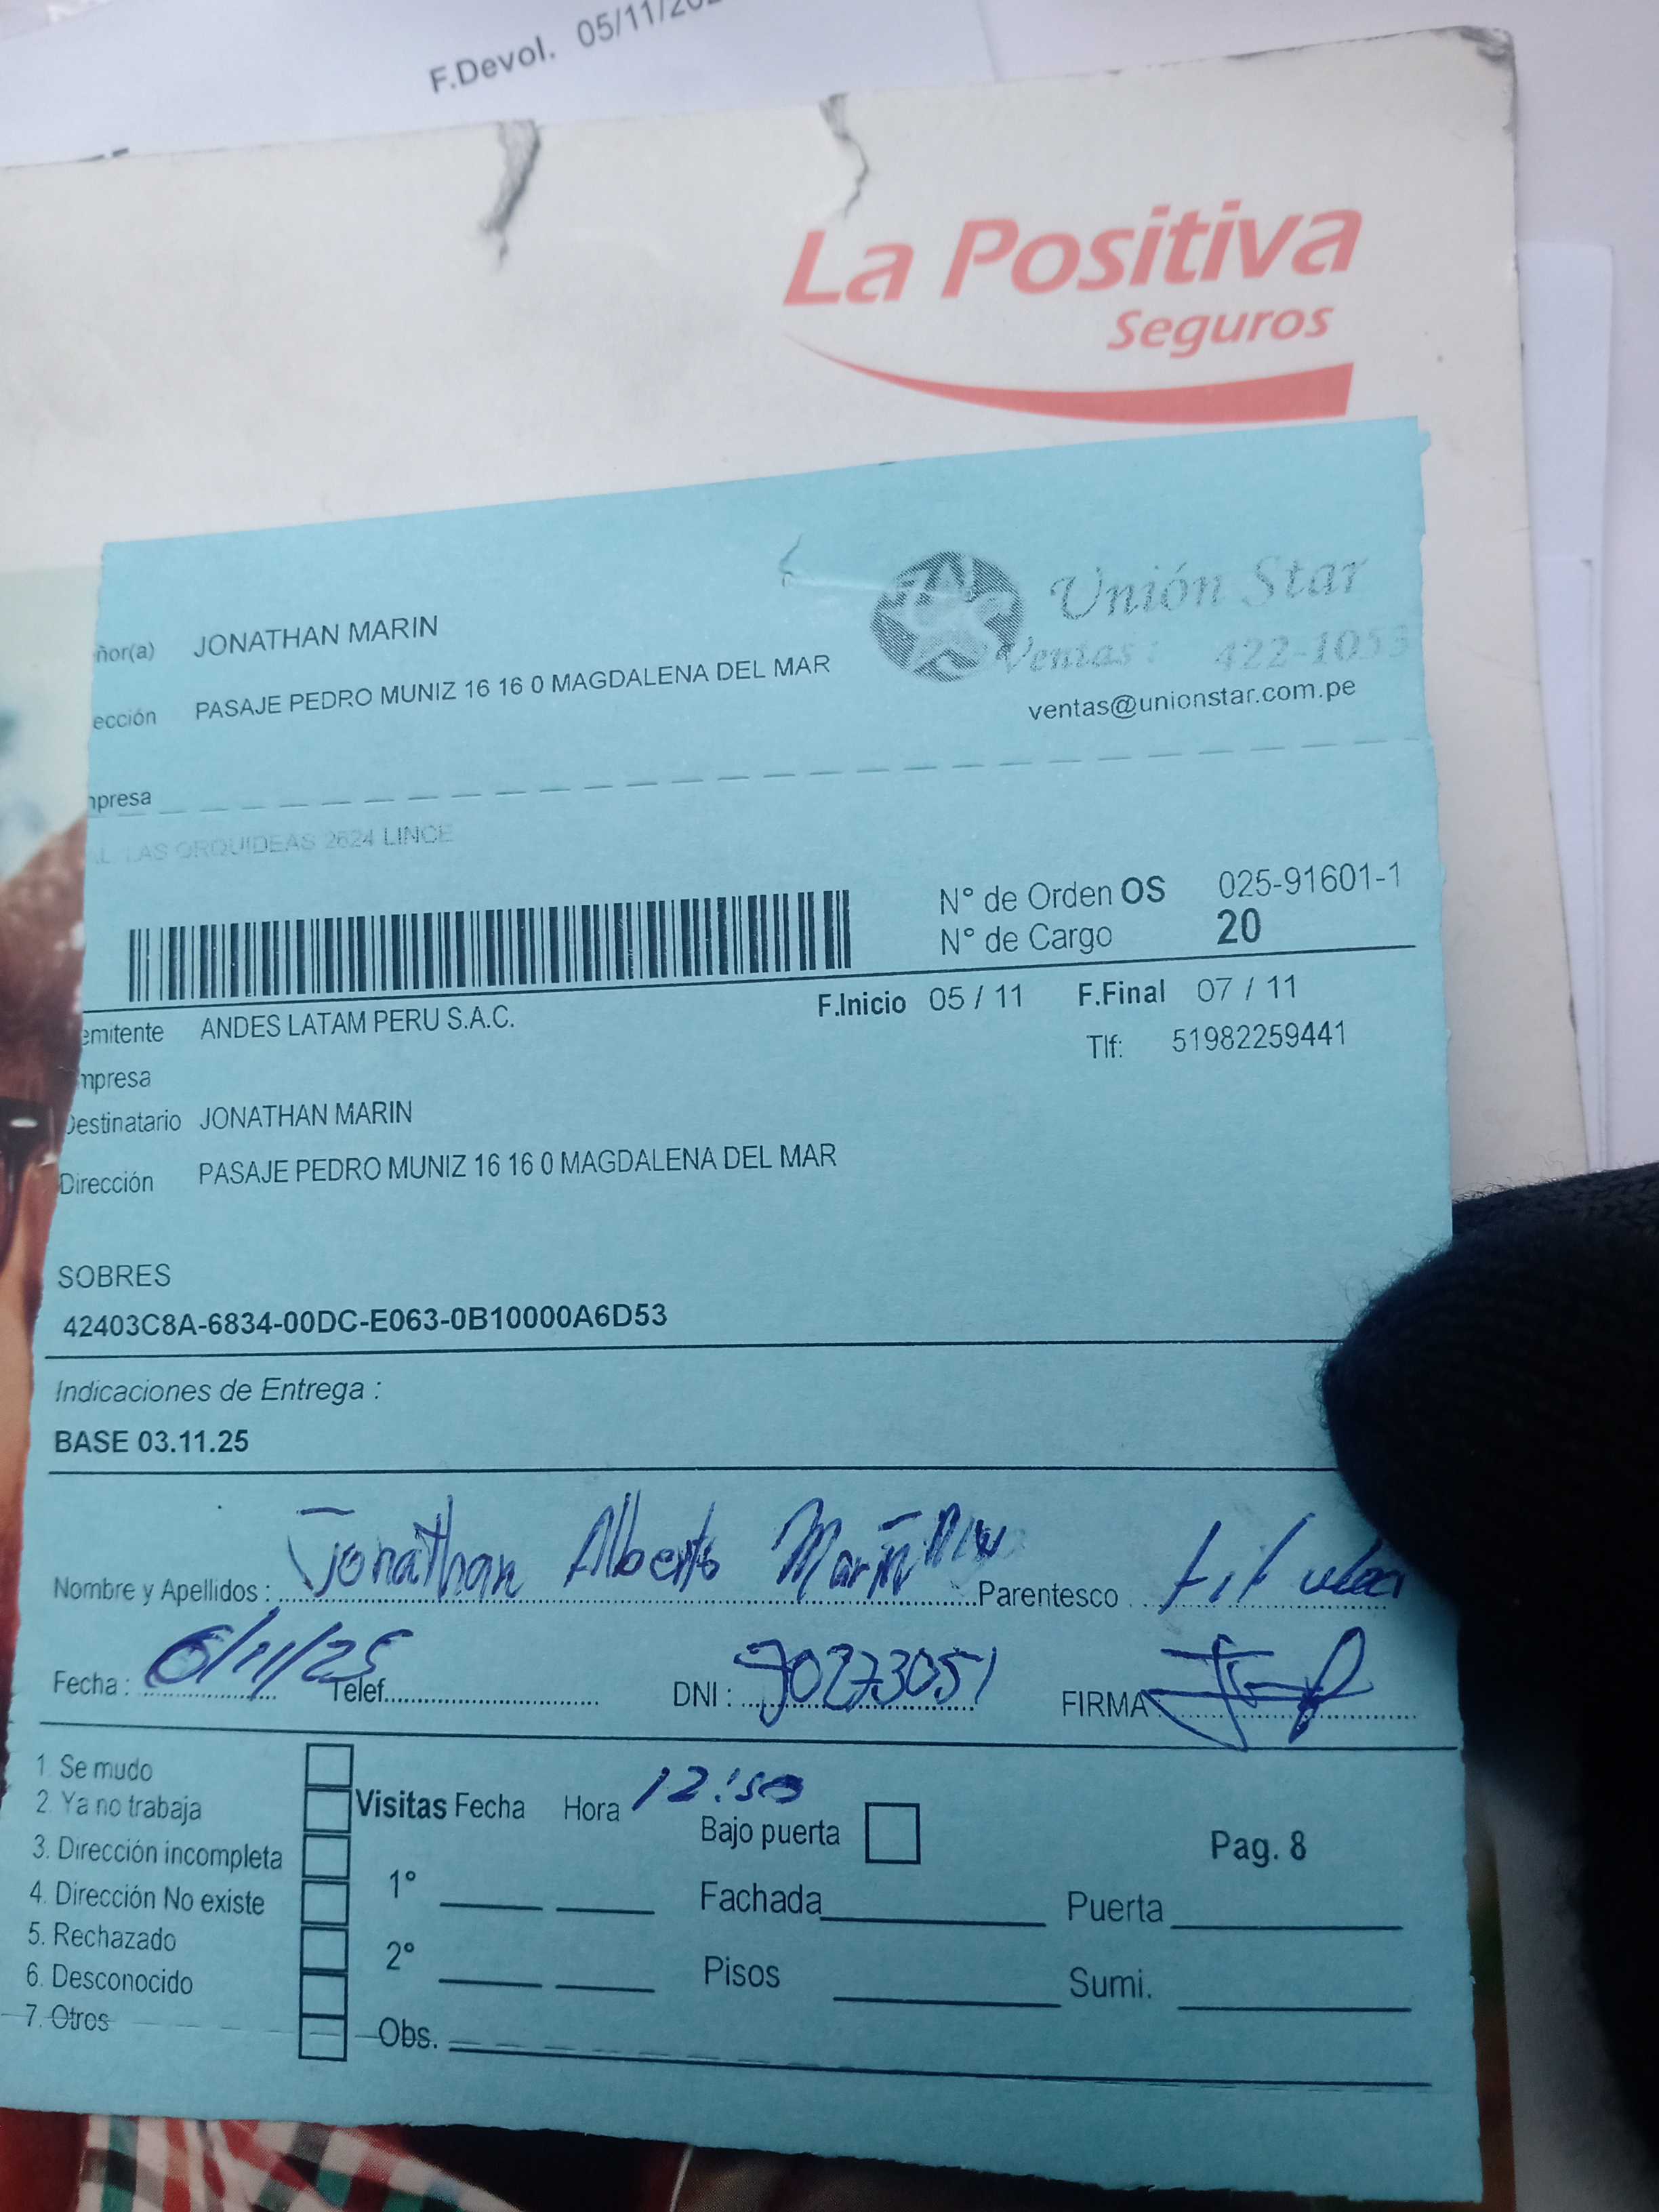 F.Devol. 05/11/
La Positiva
Seguros
Unión Star
Ventas: 422-1053
ventas@unionstar.com.pe
ñor(a) JONATHAN MARIN
ección PASAJE PEDRO MUNIZ 16 16 0 MAGDALENA DEL MAR
mpresa
AL. LAS ORQUIDEAS 2624 LINCE
N° de Orden OS 025-91601-1
N° de Cargo 20
F.Inicio 05 / 11 F.Final 07 / 11
emitente ANDES LATAM PERU S.A.C.
Tlf: 51982259441
mpresa
Destinatario JONATHAN MARIN
Dirección PASAJE PEDRO MUNIZ 16 16 0 MAGDALENA DEL MAR
SOBRES
42403C8A-6834-00DC-E063-0B10000A6D53
Indicaciones de Entrega :
BASE 03.11.25
Nombre y Apellidos : Jonathan Alberto Marin Parentesco titular
Fecha : 6/11/25 Telef. DNI : 70273051 FIRMA
1. Se mudo
2. Ya no trabaja
3. Dirección incompleta
4. Dirección No existe
5. Rechazado
6. Desconocido
7. Otros
Visitas Fecha Hora 12:50
Bajo puerta
Pag. 8
1° Fachada Puerta
2° Pisos Sumi.
Obs.